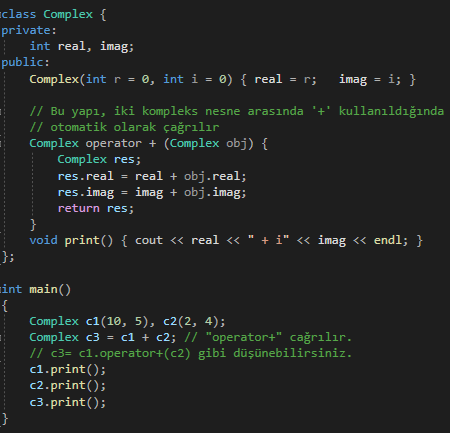 class Complex {
private:
    int real, imag;
public:
    Complex(int r = 0, int i = 0) { real = r;   imag = i; }

    // Bu yapı, iki kompleks nesne arasında '+' kullanıldığında
    // otomatik olarak çağrılır
    Complex operator + (Complex obj) {
        Complex res;
        res.real = real + obj.real;
        res.imag = imag + obj.imag;
        return res;
    }
    void print() { cout << real << " + i" << imag << endl; }
};

int main()
{
    Complex c1(10, 5), c2(2, 4);
    Complex c3 = c1 + c2; // "operator+" cağrılır.
    // c3= c1.operator+(c2) gibi düşünebilirsiniz.
    c1.print();
    c2.print();
    c3.print();
}